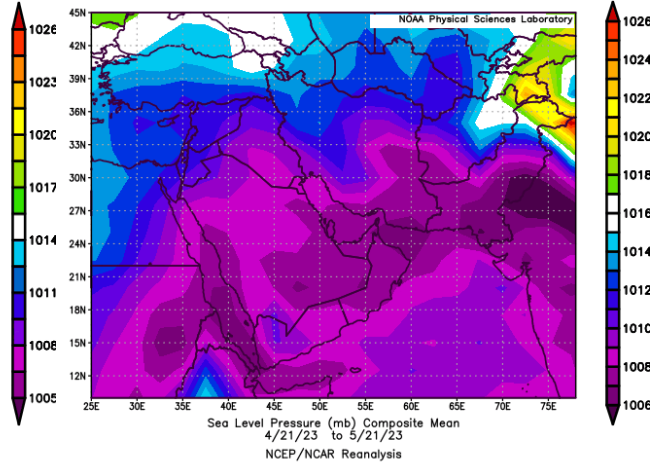 NOAA Physical Sciences Laboratory
45N
42N
39N
36N
33N
30N
27N
24N
21N
18N
15N
12N
1026
1023
1020
1017
1014
1011
1008
1005
1026
1024
1022
1020
1018
1016
1014
1012
1010
1008
1006
25E 30E 35E 40E 45E 50E 55E 60E 65E 70E 75E
Sea Level Pressure (mb) Composite Mean
4/21/23 to 5/21/23
NCEP/NCAR Reanalysis